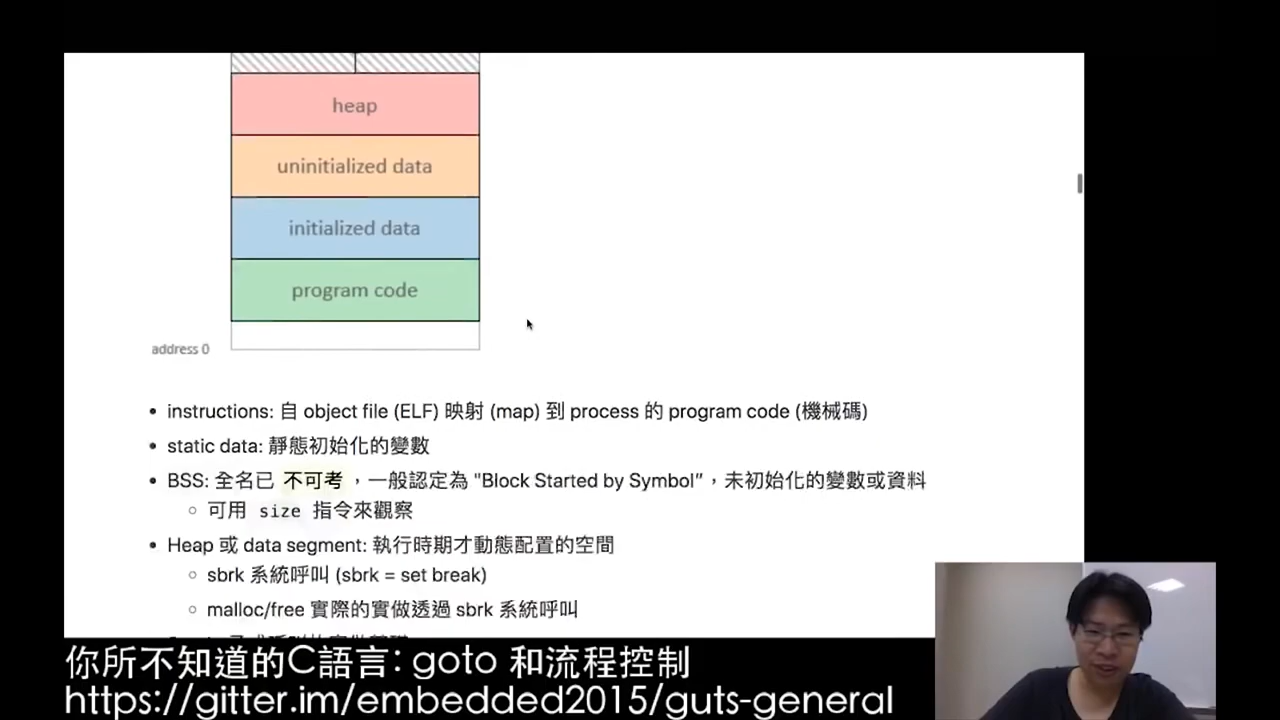 heap
uninitialized data
initialized data
program code
address 0
• instructions: 自 object file (ELF) 映射 (map) 到 process 的 program code (機械碼)
• static data: 靜態初始化的變數
• BSS: 全名已 不可考，一般認定為 "Block Started by Symbol”，未初始化的變數或資料
○ 可用 size 指令來觀察
• Heap 或 data segment: 執行時期才動態配置的空間
○ sbrk 系統呼叫 (sbrk = set break)
○ malloc/free 實際的實做透過 sbrk 系統呼叫
你所不知道的C語言: goto 和流程控制
https://gitter.im/embedded2015/guts-general